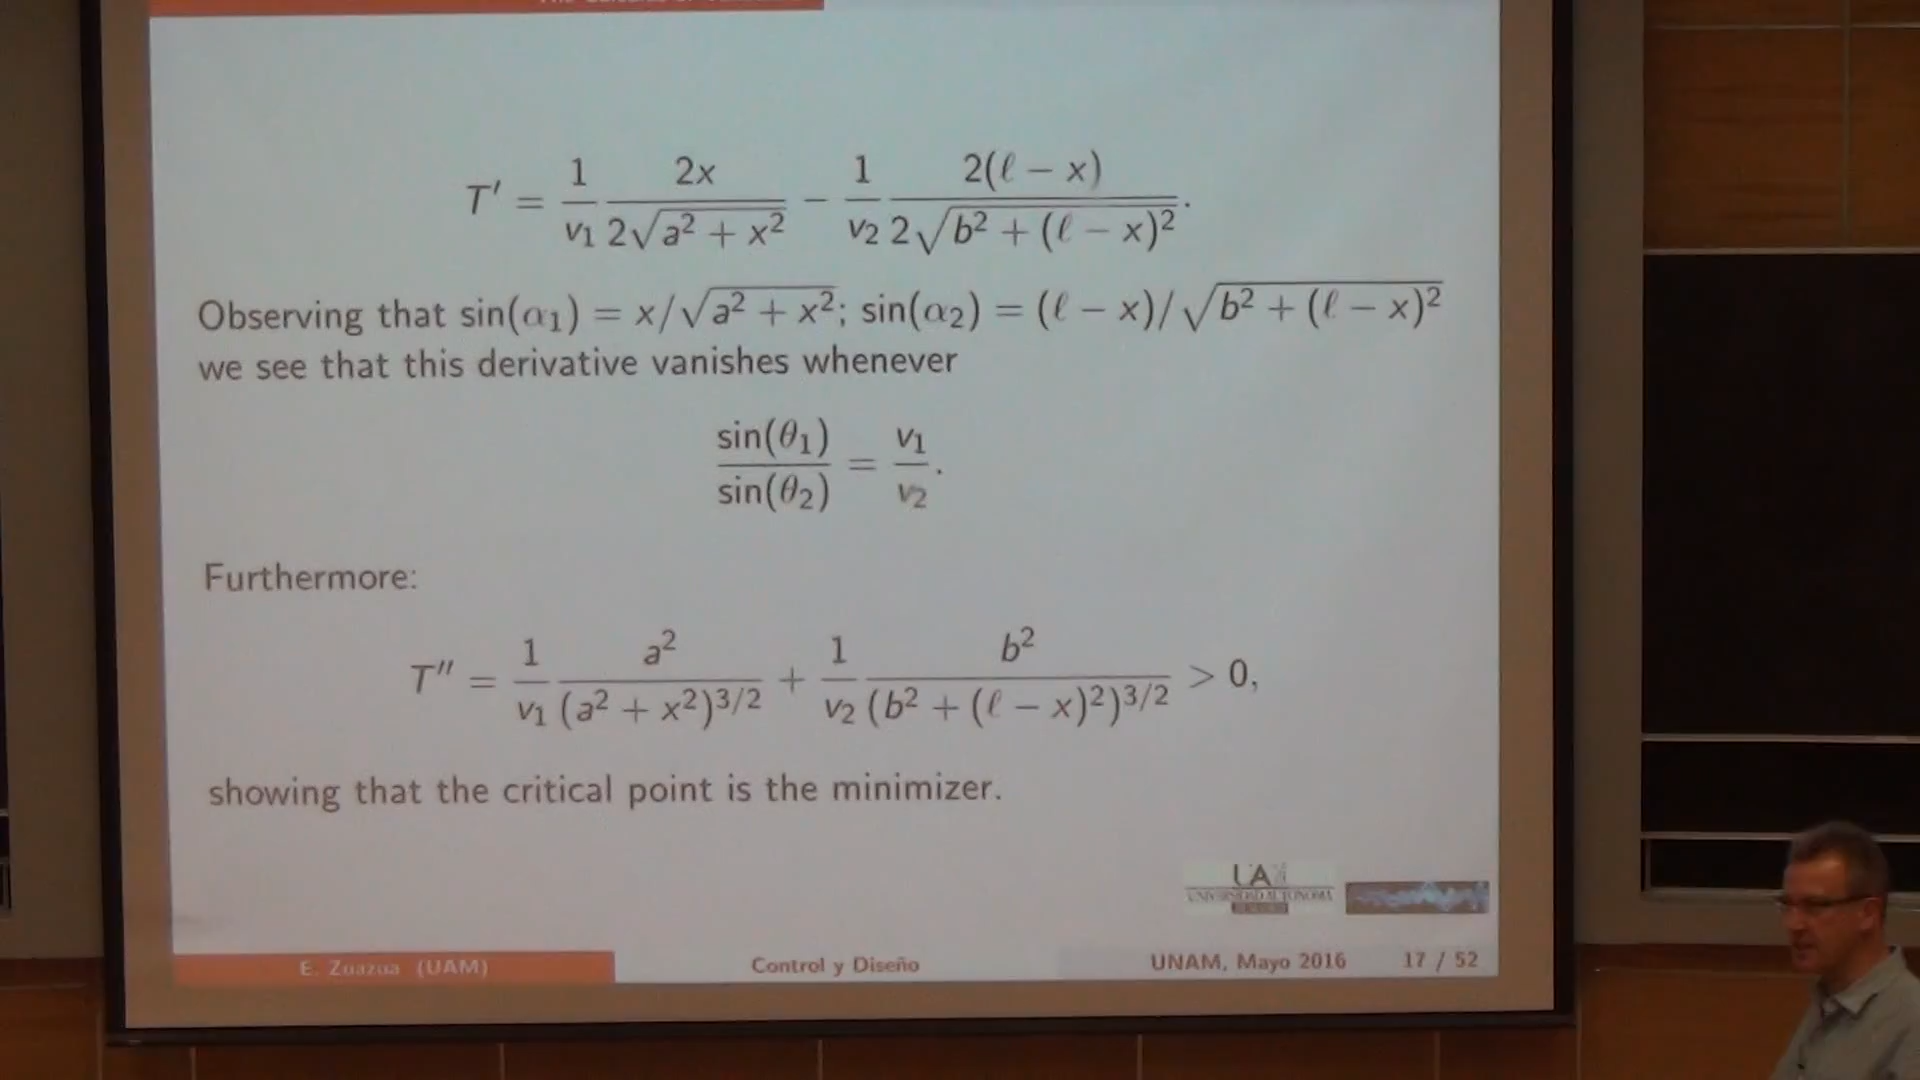 T′ = 1/v₁ 2x/2√(a² + x²) − 1/v₂ 2(ℓ − x)/2√(b² + (ℓ − x)²).
Observing that sin(α₁) = x/√(a² + x²); sin(α₂) = (ℓ − x)/√(b² + (ℓ − x)²)
we see that this derivative vanishes whenever
sin(θ₁)/sin(θ₂) = v₁/v₂.
Furthermore:
T″ = 1/v₁ a²/(a² + x²)^3/2 + 1/v₂ b²/(b² + (ℓ − x)²)^3/2 > 0,
showing that the critical point is the minimizer.
UNIVERSIDAD AUTONOMA
E. Zuazua (UAM) Control y Diseño UNAM, Mayo 2016 17 / 52